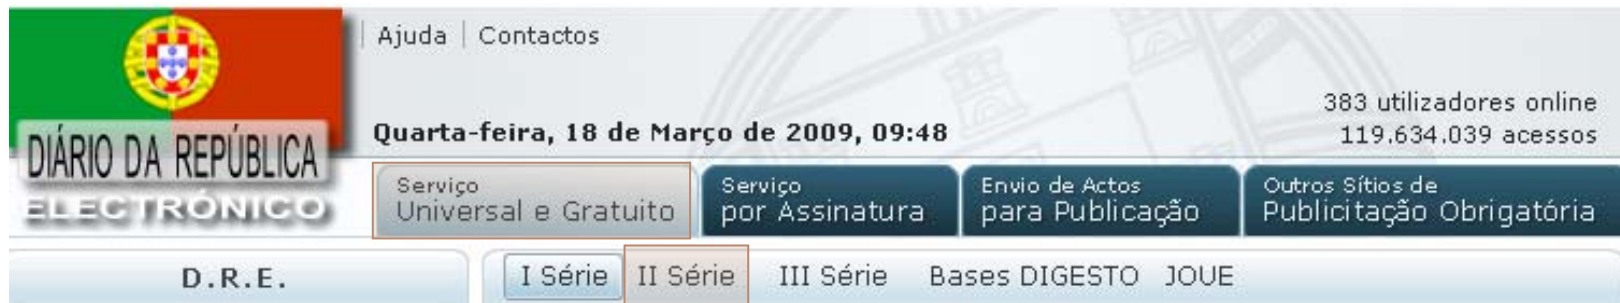 Ajuda | Contactos
383 utilizadores online
Quarta-feira, 18 de Março de 2009, 09:48
119.634.039 acessos
DIÁRIO DA REPÚBLICA
ELECTRÓNICO
Serviço
Universal e Gratuito
Serviço
por Assinatura
Envio de Actos
para Publicação
Outros Sítios de
Publicitação Obrigatória
D.R.E.
I Série II Série III Série Bases DIGESTO JOUE